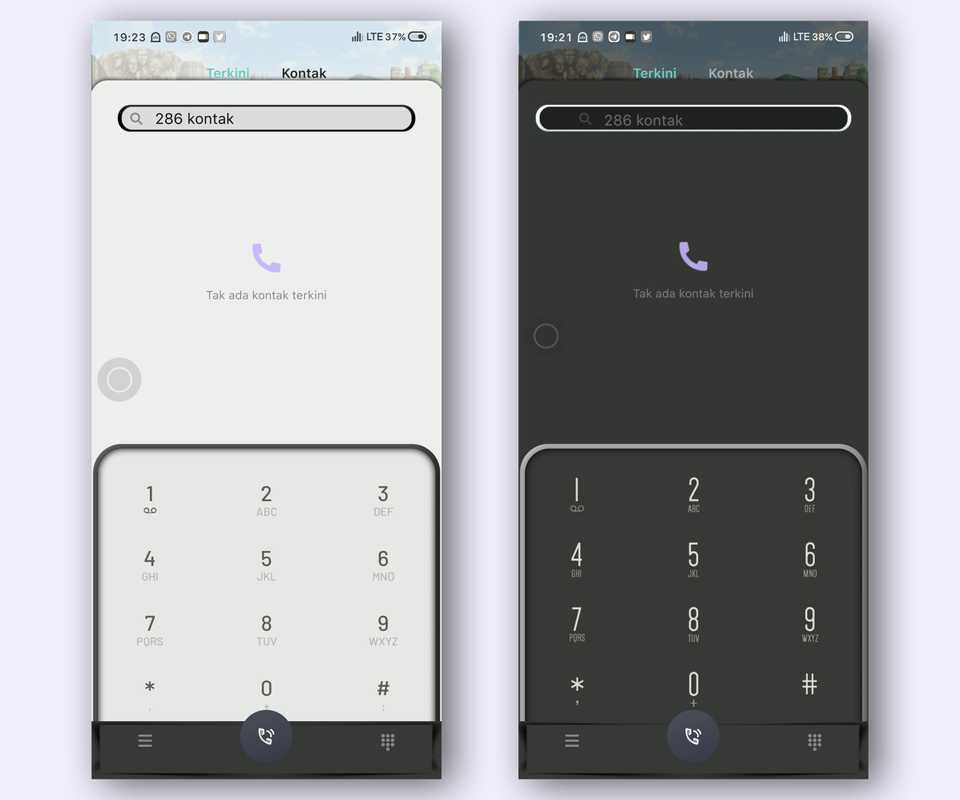 19:23 LTE 37%
Terkini Kontak
286 kontak
Tak ada kontak terkini
1 2 3
ABC DEF
4 5 6
GHI JKL MNO
7 8 9
PQRS TUV WXYZ
* 0 #
, + ;
19:21 LTE 38%
Terkini Kontak
286 kontak
Tak ada kontak terkini
1 2 3
ABC DEF
4 5 6
GHI JKL MNO
7 8 9
PQRS TUV WXYZ
* 0 #
, +